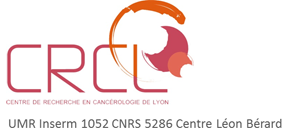 CRCL
CENTRE DE RECHERCHE EN CANCÉROLOGIE DE LYON
UMR Inserm 1052 CNRS 5286 Centre Léon Bérard